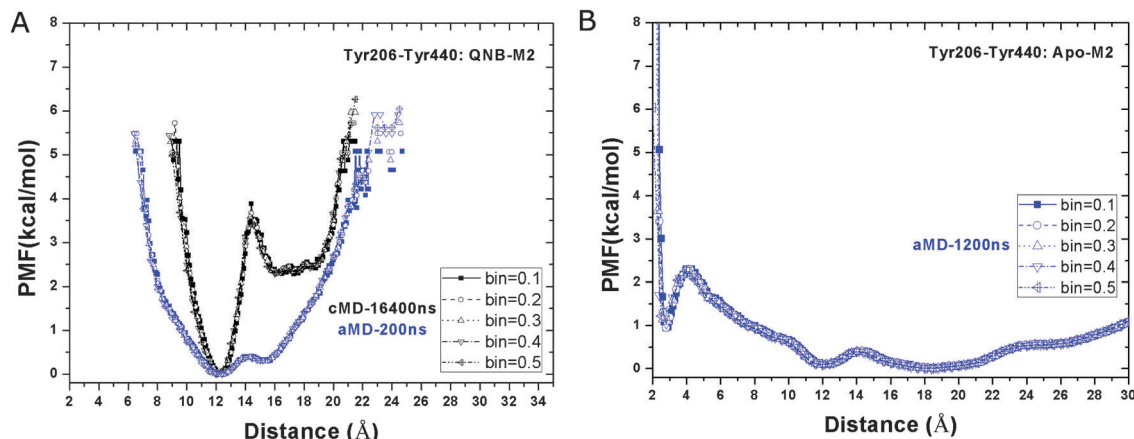 A
Tyr206-Tyr440: QNB-M2
PMF(kcal/mol)
8
7
6
5
4
3
2
1
0
cMD-16400ns
aMD-200ns
bin=0.1
bin=0.2
bin=0.3
bin=0.4
bin=0.5
2 4 6 8 10 12 14 16 18 20 22 24 26 28 30 32 34
Distance (Å)
B
Tyr206-Tyr440: Apo-M2
PMF(kcal/mol)
8
7
6
5
4
3
2
1
0
aMD-1200ns
bin=0.1
bin=0.2
bin=0.3
bin=0.4
bin=0.5
2 4 6 8 10 12 14 16 18 20 22 24 26 28 30
Distance (Å)